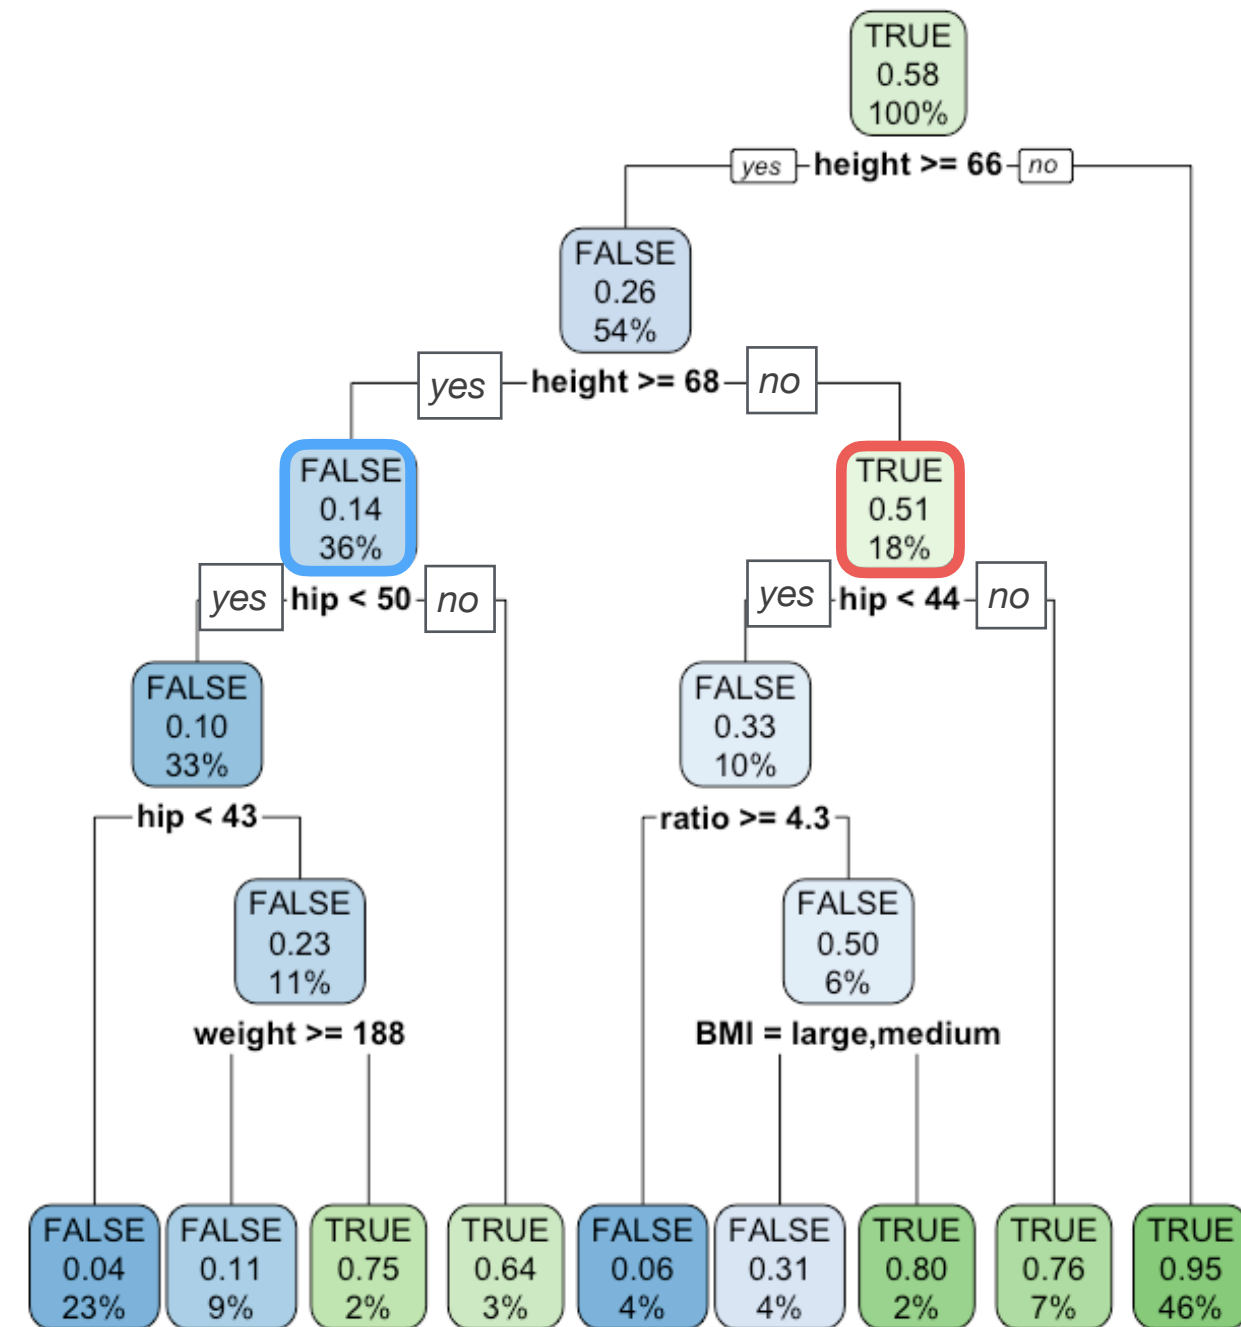 TRUE
0.58
100%
yes height >= 66 no
FALSE
0.26
54%
yes height >= 68 no
FALSE
0.14
36%
TRUE
0.51
18%
yes hip < 50 no
yes hip < 44 no
FALSE
0.10
33%
FALSE
0.33
10%
hip < 43
ratio >= 4.3
FALSE
0.23
11%
FALSE
0.50
6%
weight >= 188
BMI = large,medium
FALSE
0.04
23%
FALSE
0.11
9%
TRUE
0.75
2%
TRUE
0.64
3%
FALSE
0.06
4%
FALSE
0.31
4%
TRUE
0.80
2%
TRUE
0.76
7%
TRUE
0.95
46%